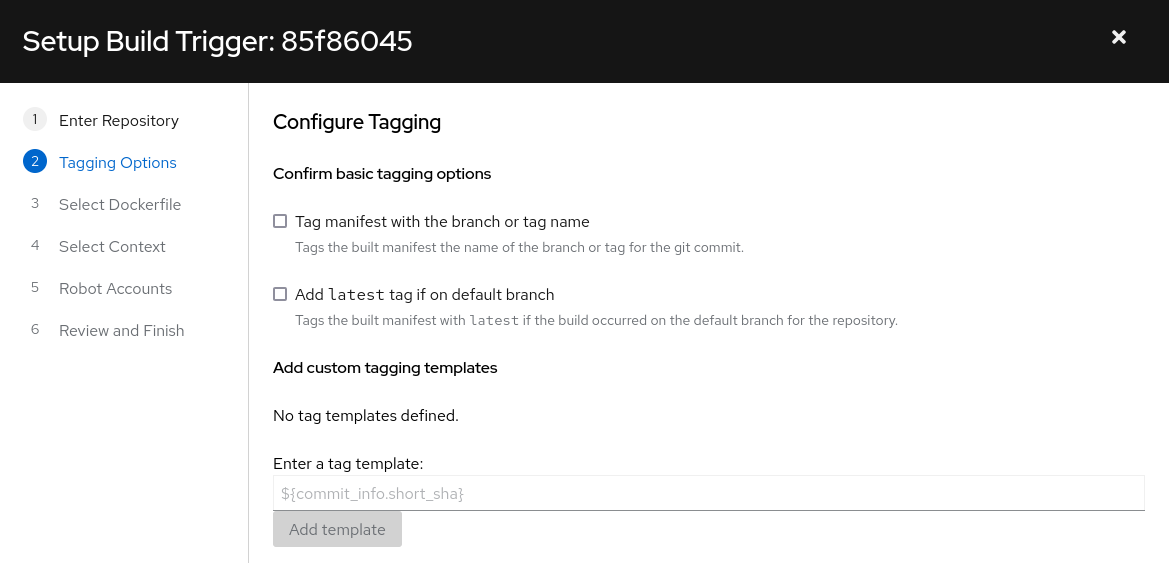 Setup Build Trigger: 85f86045
1 Enter Repository
2 Tagging Options
3 Select Dockerfile
4 Select Context
5 Robot Accounts
6 Review and Finish
Configure Tagging
Confirm basic tagging options
Tag manifest with the branch or tag name
Tags the built manifest the name of the branch or tag for the git commit.
Add latest tag if on default branch
Tags the built manifest with latest if the build occurred on the default branch for the repository.
Add custom tagging templates
No tag templates defined.
Enter a tag template:
${commit_info.short_sha}
Add template